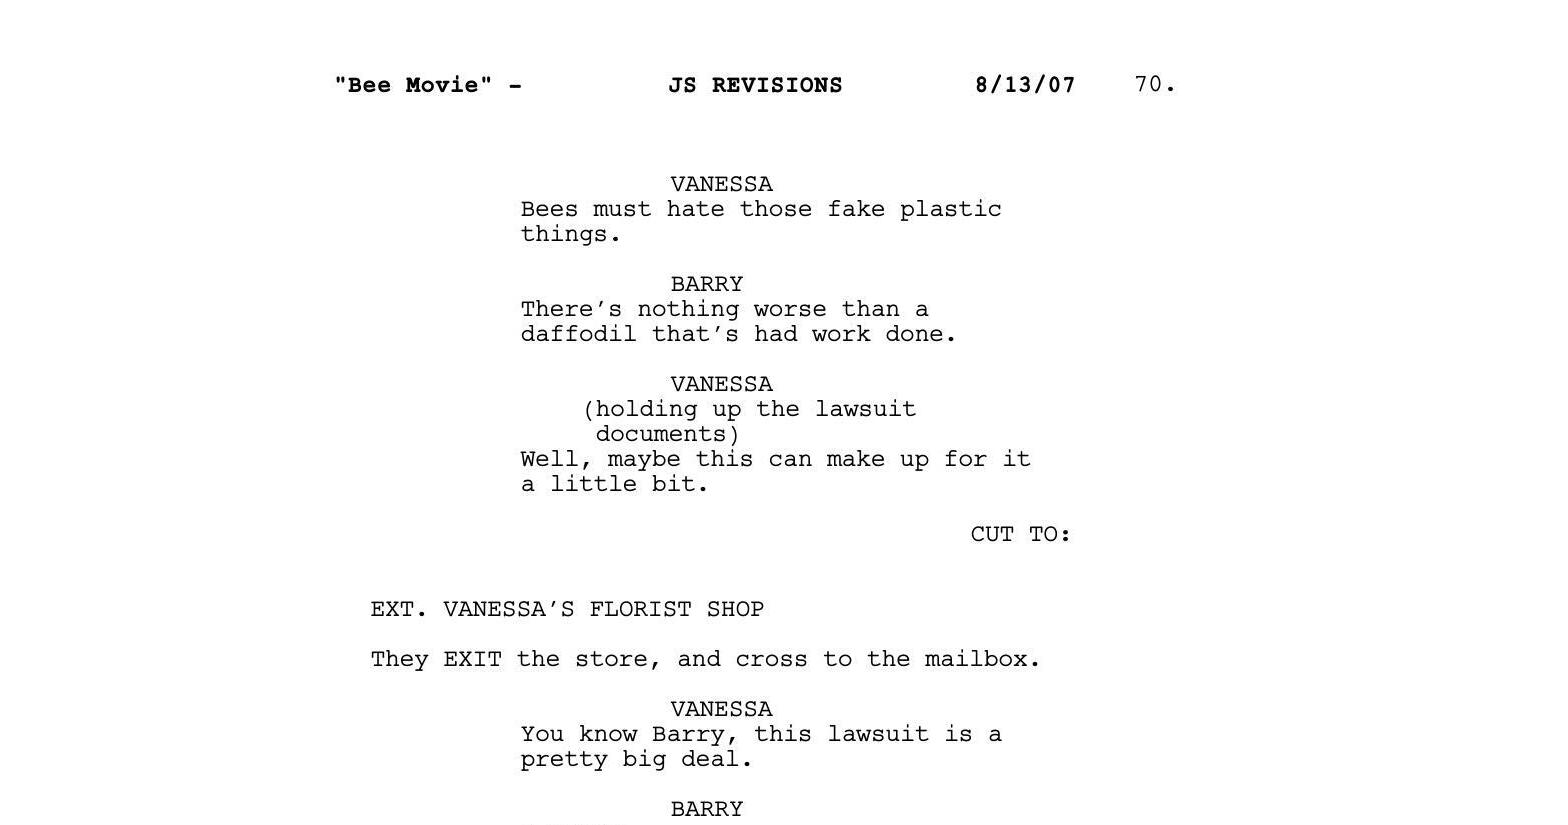 "Bee Movie" - JS REVISIONS 8/13/07 70.
VANESSA
Bees must hate those fake plastic
things.
BARRY
There's nothing worse than a
daffodil that's had work done.
VANESSA
(holding up the lawsuit
documents)
Well, maybe this can make up for it
a little bit.
CUT TO:
EXT. VANESSA'S FLORIST SHOP
They EXIT the store, and cross to the mailbox.
VANESSA
You know Barry, this lawsuit is a
pretty big deal.
BARRY